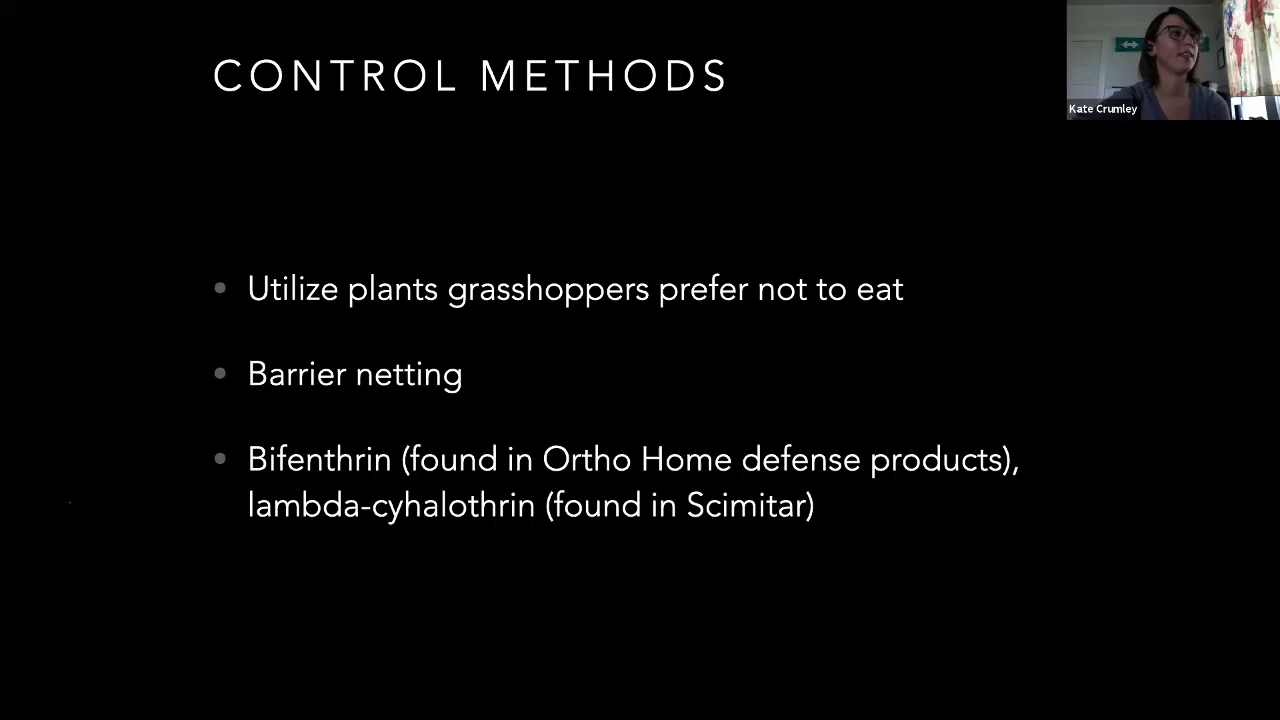 CONTROL METHODS
Kate Crumley
• Utilize plants grasshoppers prefer not to eat
• Barrier netting
• Bifenthrin (found in Ortho Home defense products),
lambda-cyhalothrin (found in Scimitar)